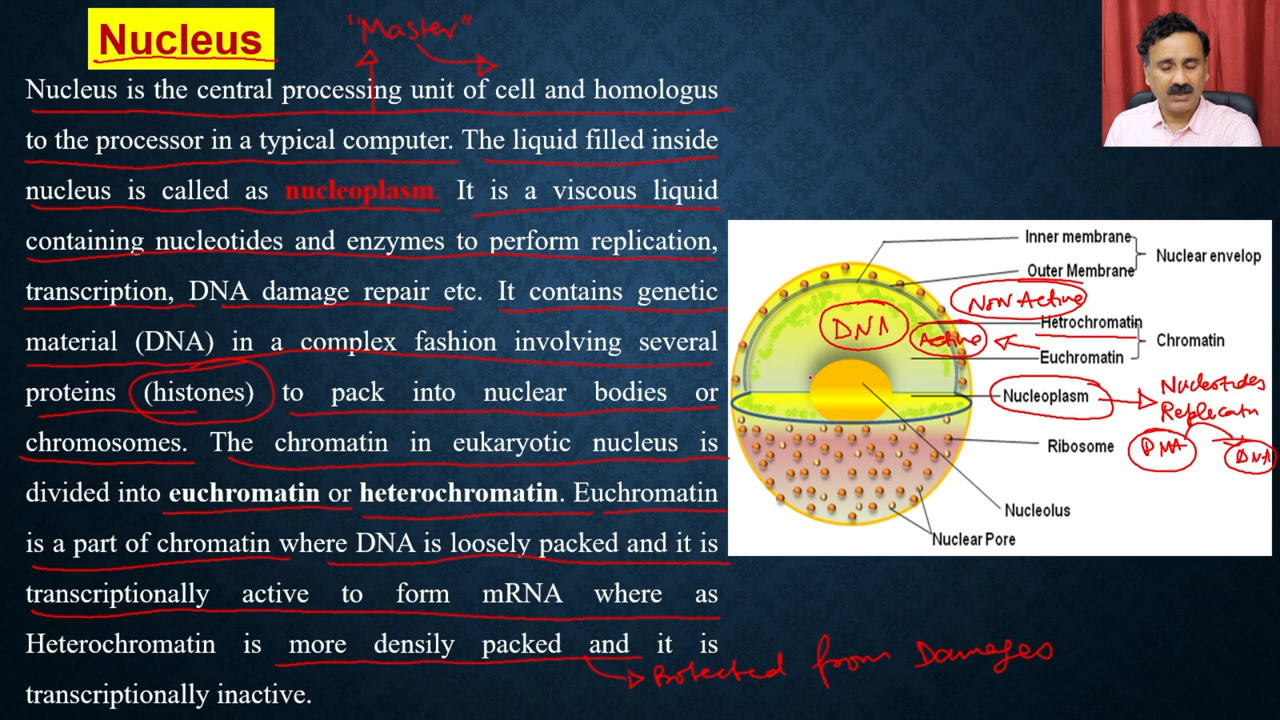 Nucleus
"Master"
Nucleus is the central processing unit of cell and homologus
to the processor in a typical computer. The liquid filled inside
nucleus is called as nucleoplasm. It is a viscous liquid
containing nucleotides and enzymes to perform replication,
transcription, DNA damage repair etc. It contains genetic
material (DNA) in a complex fashion involving several
proteins (histones) to pack into nuclear bodies or
chromosomes. The chromatin in eukaryotic nucleus is
divided into euchromatin or heterochromatin. Euchromatin
is a part of chromatin where DNA is loosely packed and it is
transcriptionally active to form mRNA where as
Heterochromatin is more densily packed and it is
transcriptionally inactive.
Protected from Damages
Inner membrane
Nuclear envelop
Outer Membrane
Non Active
DNA
Hetrochromatin
Active
Chromatin
Euchromatin
Nucleoplasm
Nucleotides
Replicatn
Ribosome
DNA
DNA
Nucleolus
Nuclear Pore